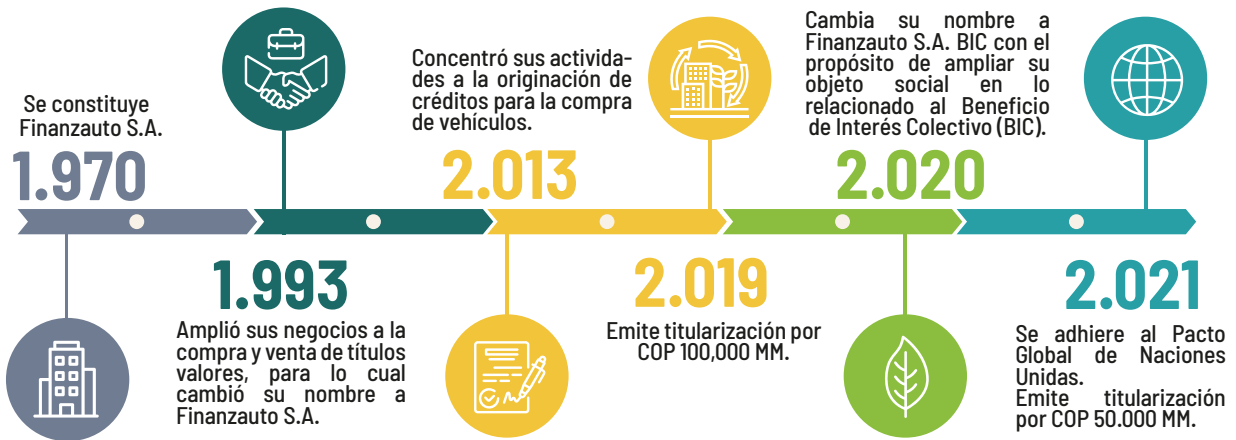 Se constituye
Finanzauto S.A.
1.970
1.993
Amplió sus negocios a la
compra y venta de títulos
valores, para lo cual
cambió su nombre a
Finanzauto S.A.
Concentró sus activida-
des a la originación de
créditos para la compra
de vehículos.
2.013
2.019
Emite titularización por
COP 100,000 MM.
Cambia su nombre a
Finanzauto S.A. BIC con el
propósito de ampliar su
objeto social en lo
relacionado al Beneficio
de Interés Colectivo (BIC).
2.020
2.021
Se adhiere al Pacto
Global de Naciones
Unidas.
Emite titularización
por COP 50.000 MM.